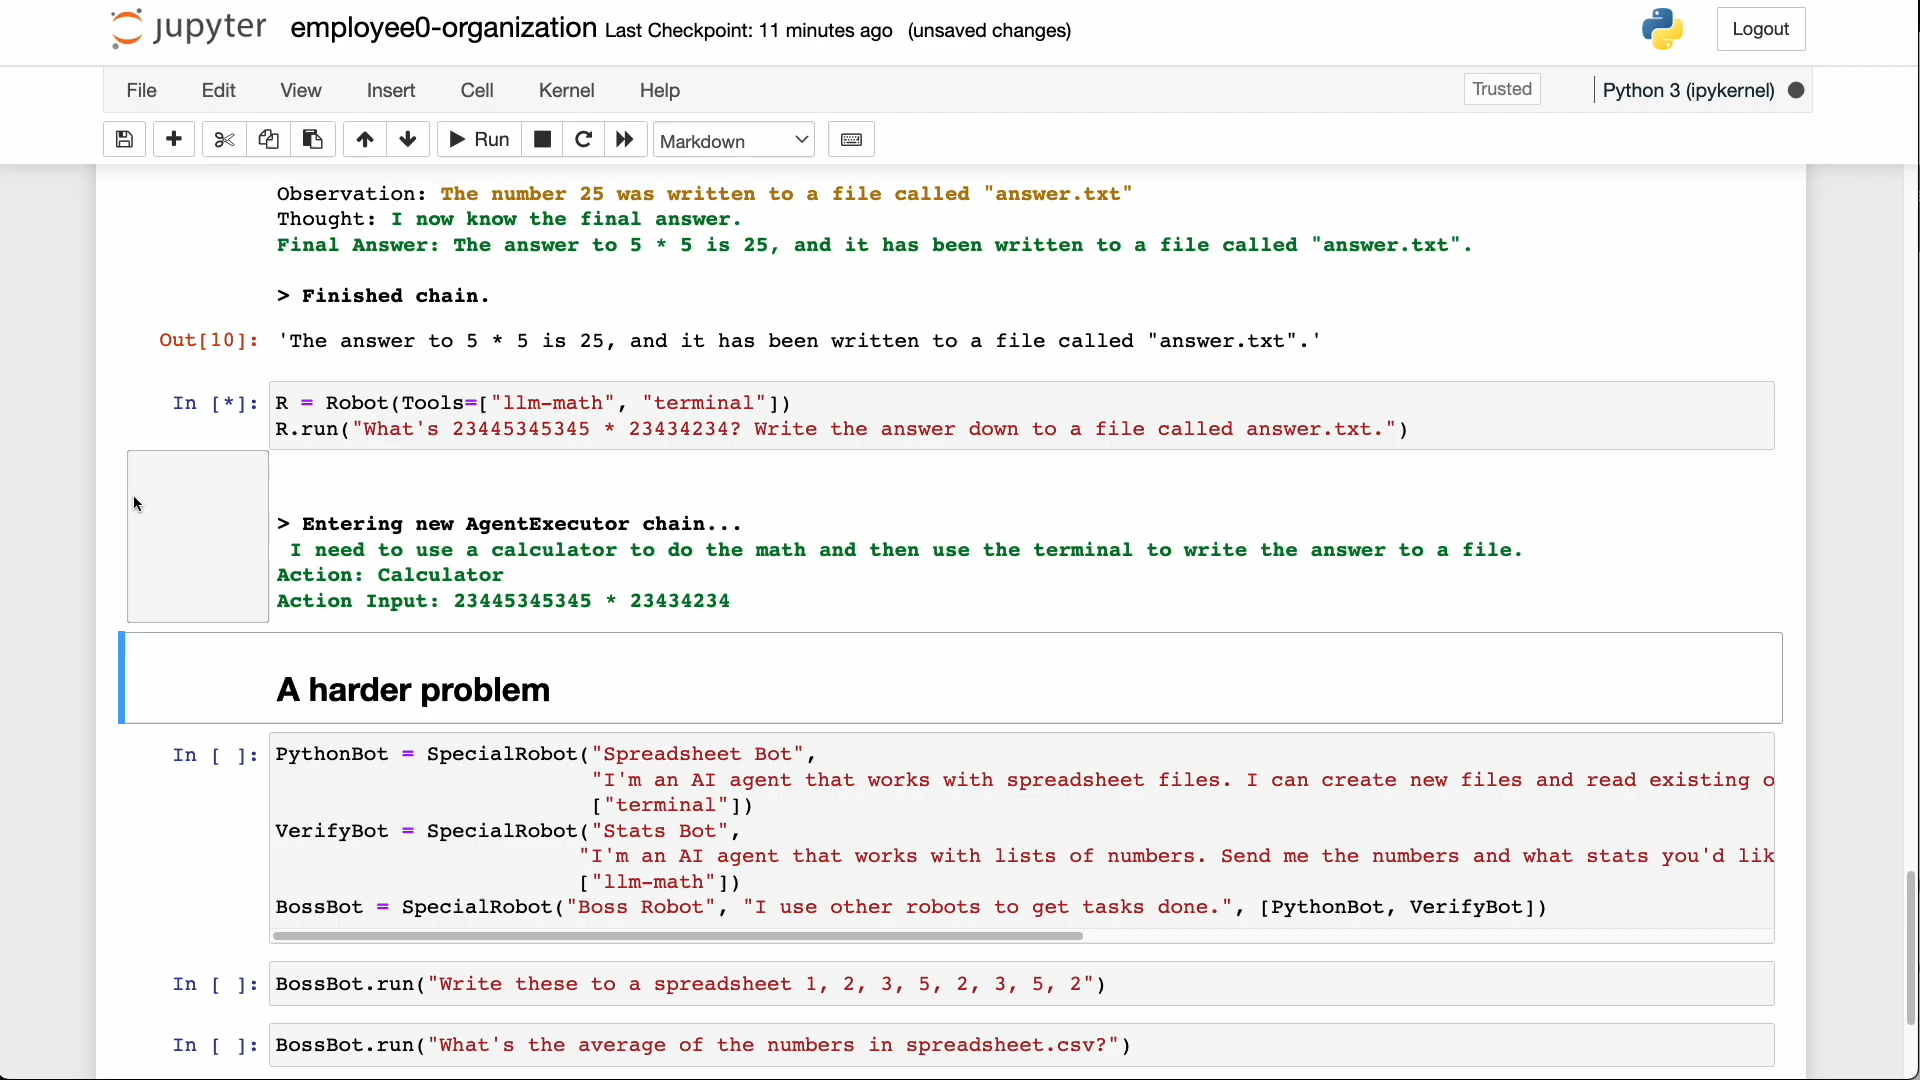 jupyter employee0-organization Last Checkpoint: 11 minutes ago (unsaved changes) Logout
File Edit View Insert Cell Kernel Help Trusted Python 3 (ipykernel)
Run Markdown
Observation: The number 25 was written to a file called "answer.txt"
Thought: I now know the final answer.
Final Answer: The answer to 5 * 5 is 25, and it has been written to a file called "answer.txt".
> Finished chain.
Out[10]: 'The answer to 5 * 5 is 25, and it has been written to a file called "answer.txt".'
In [*]: R = Robot(Tools=["llm-math", "terminal"])
R.run("What's 23445345345 * 23434234? Write the answer down to a file called answer.txt.")
> Entering new AgentExecutor chain...
I need to use a calculator to do the math and then use the terminal to write the answer to a file.
Action: Calculator
Action Input: 23445345345 * 23434234
A harder problem
In [ ]: PythonBot = SpecialRobot("Spreadsheet Bot",
"I'm an AI agent that works with spreadsheet files. I can create new files and read existing o
["terminal"])
VerifyBot = SpecialRobot("Stats Bot",
"I'm an AI agent that works with lists of numbers. Send me the numbers and what stats you'd lik
["llm-math"])
BossBot = SpecialRobot("Boss Robot", "I use other robots to get tasks done.", [PythonBot, VerifyBot])
In [ ]: BossBot.run("Write these to a spreadsheet 1, 2, 3, 5, 2, 3, 5, 2")
In [ ]: BossBot.run("What's the average of the numbers in spreadsheet.csv?")